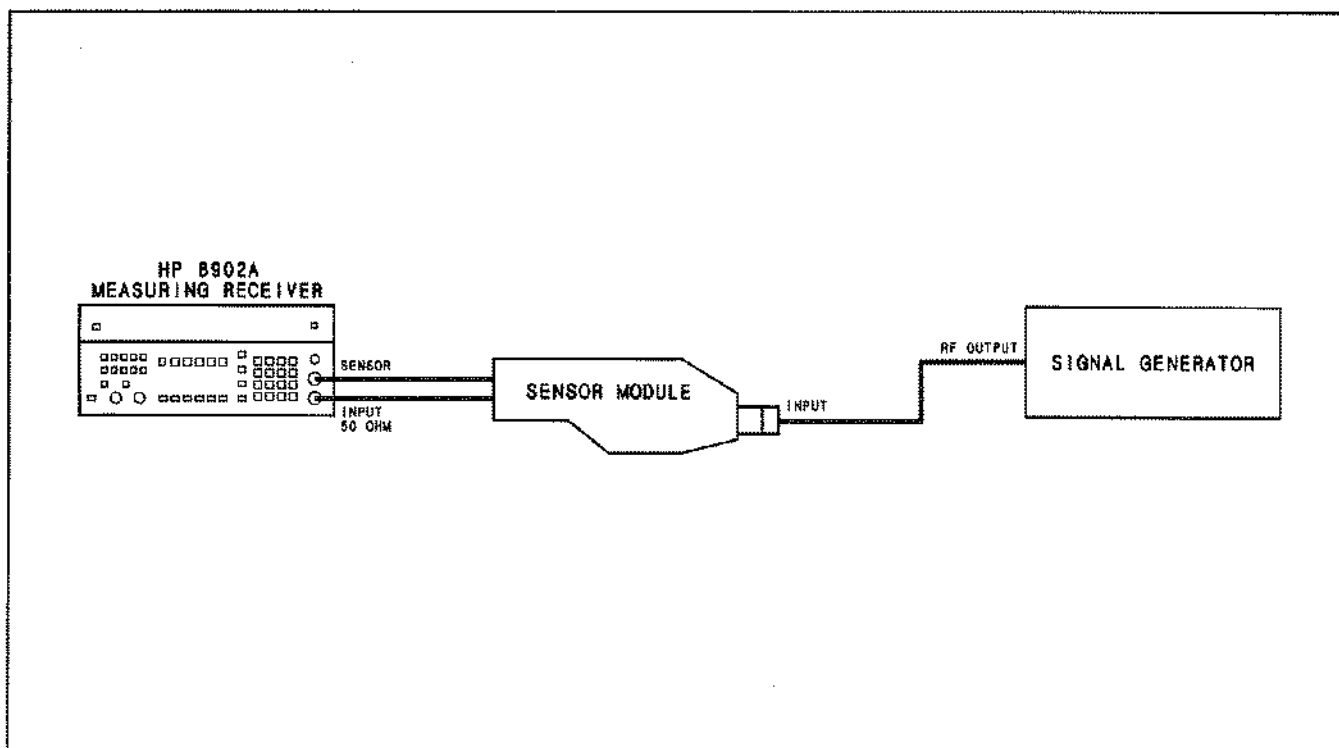 HP 8902A
MEASURING RECEIVER
SENSOR
INPUT
50 OHM
SENSOR MODULE
INPUT
RF OUTPUT
SIGNAL GENERATOR